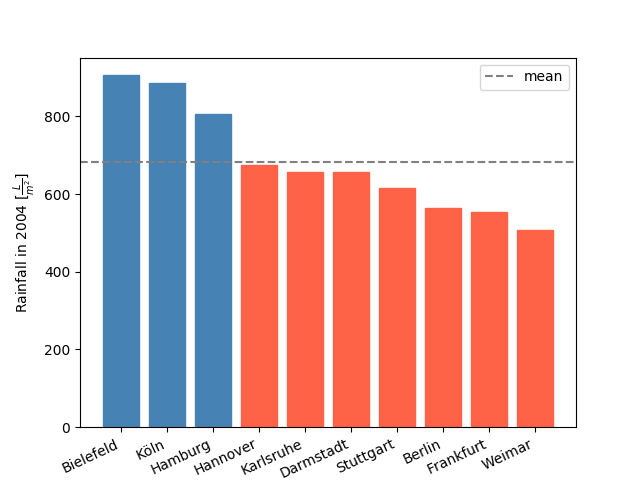 mean
Rainfall in 2004 [L/m²]
800
600
400
200
0
Bielefeld
Köln
Hamburg
Hannover
Karlsruhe
Darmstadt
Stuttgart
Berlin
Frankfurt
Weimar